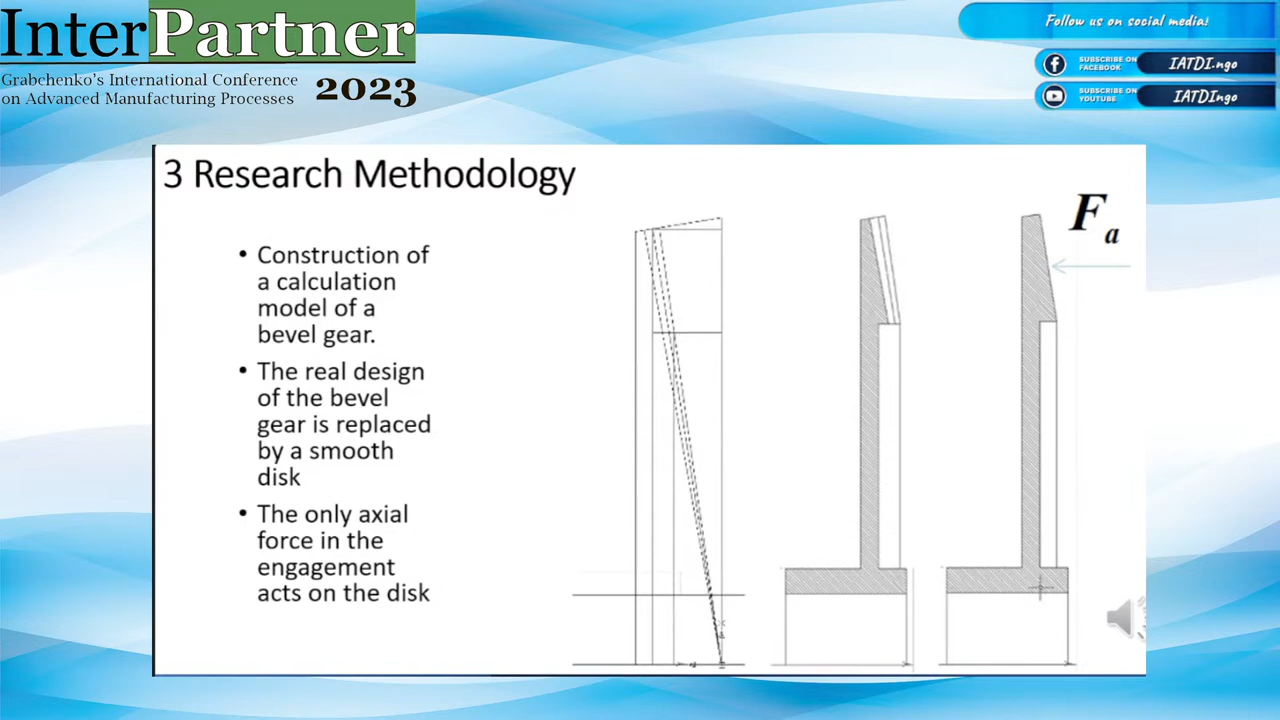 InterPartner
Grabchenko's International Conference
on Advanced Manufacturing Processes
2023
Follow us on social media!
SUBSCRIBE ON
FACEBOOK
IATDI.ngo
SUBSCRIBE ON
YOUTUBE
IATDIngo
3 Research Methodology
• Construction of
a calculation
model of a
bevel gear.
• The real design
of the bevel
gear is replaced
by a smooth
disk
• The only axial
force in the
engagement
acts on the disk
Fa